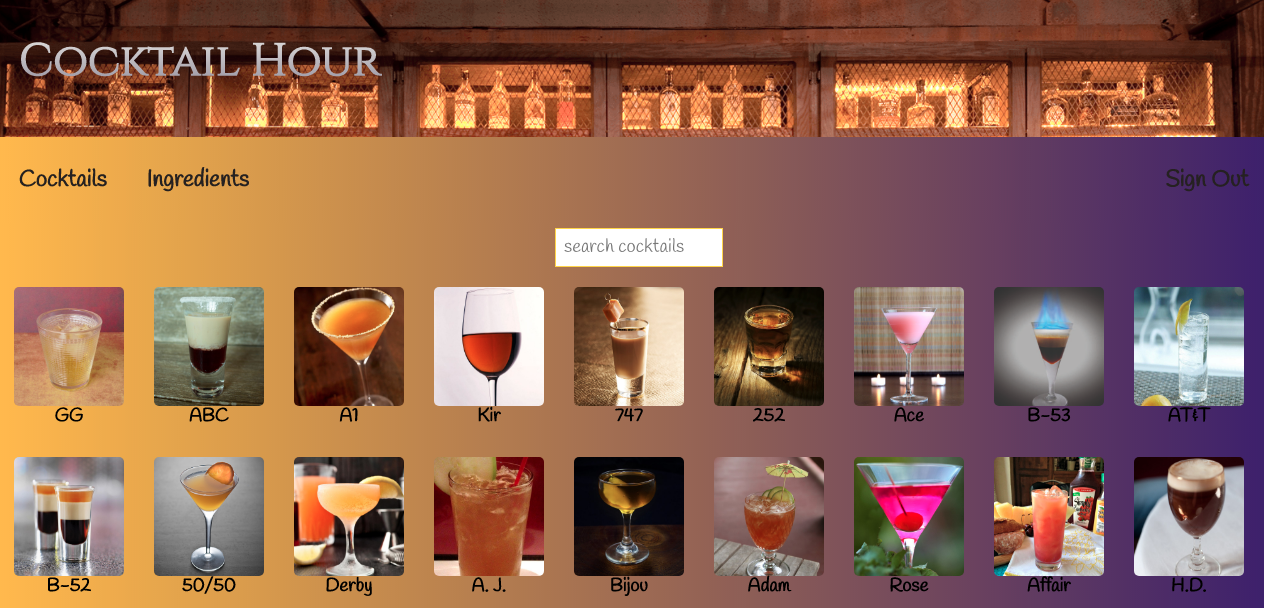 Cocktail Hour
Cocktails Ingredients Sign Out
search cocktails
GG ABC A1 Kir 747 252 Ace B-53 AT&T
B-52 50/50 Derby A. J. Bijou Adam Rose Affair H.D.